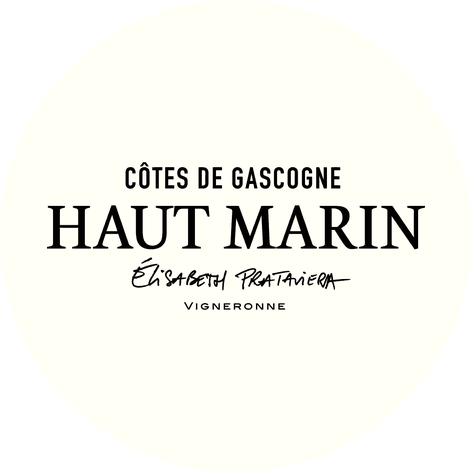 CÔTES DE GASCOGNE
HAUT MARIN
Élisabeth Prataviera
Vigneronne